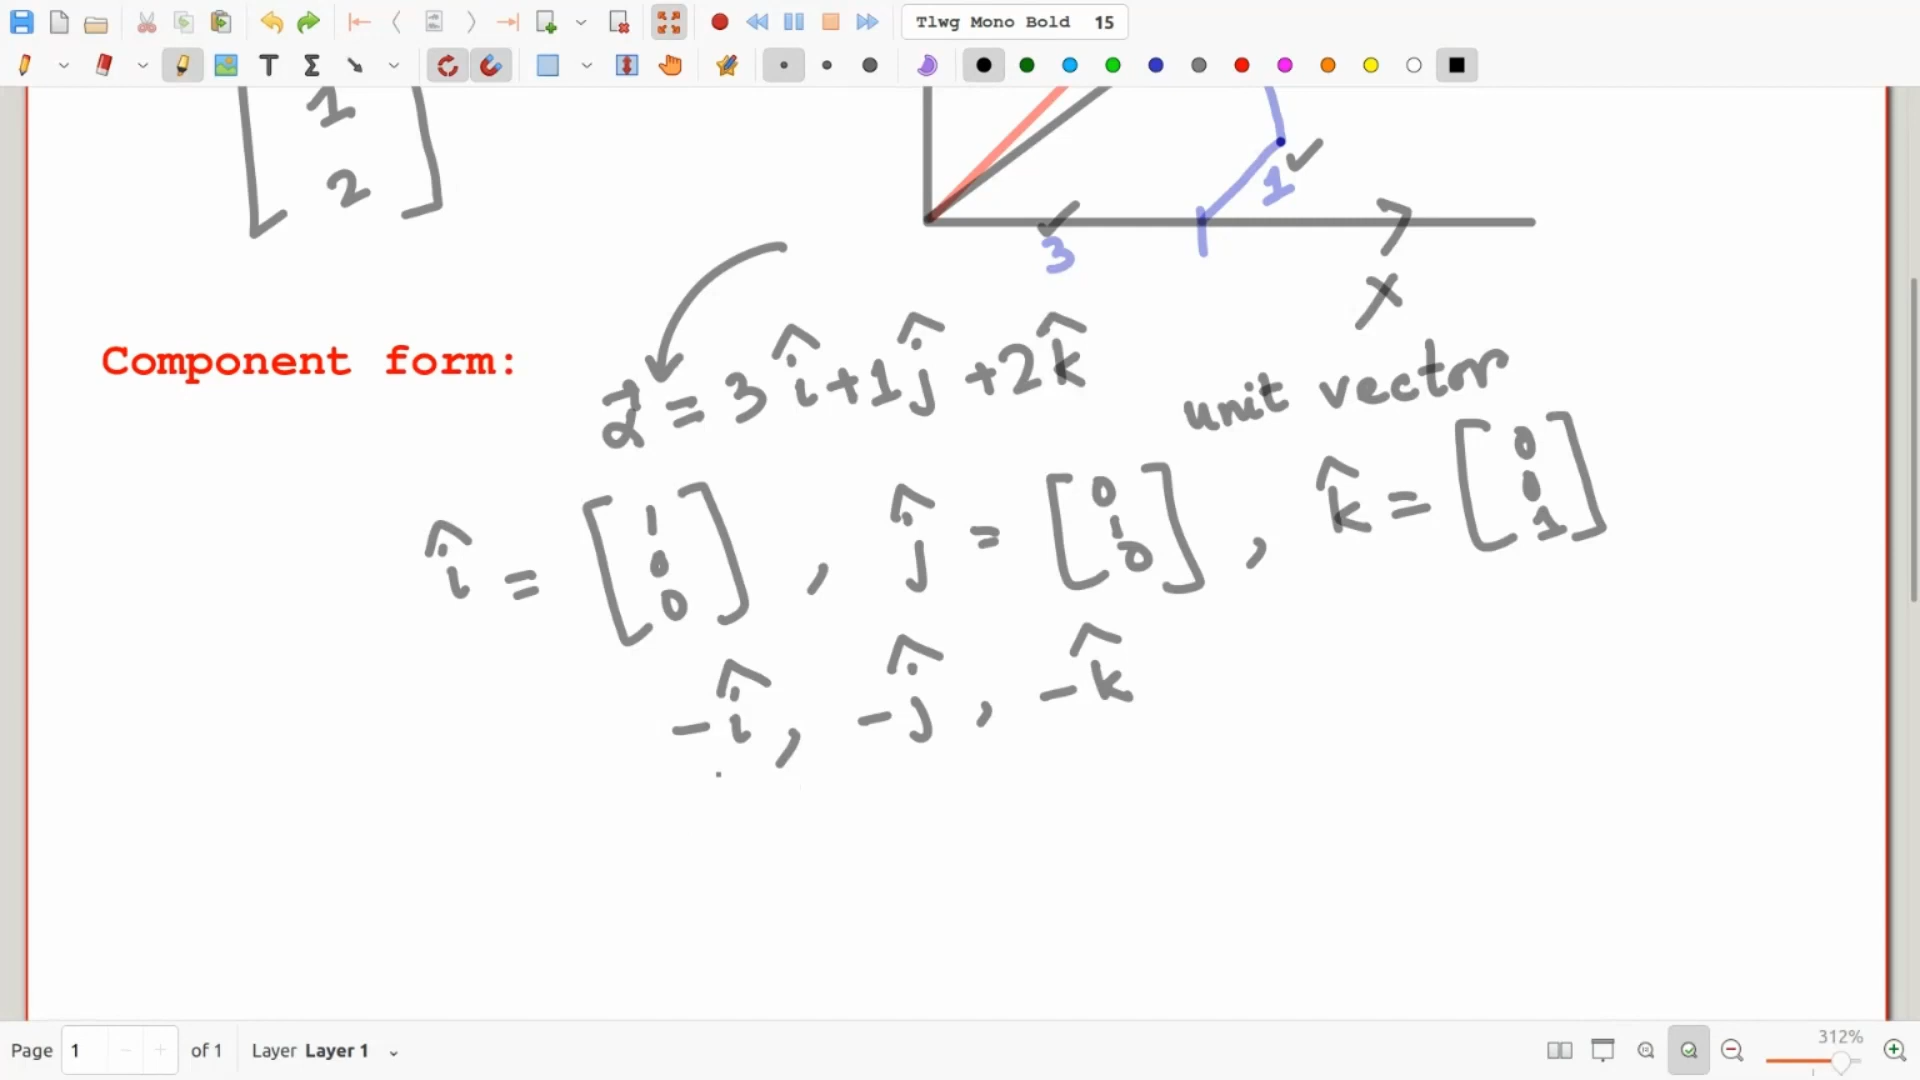 Tlwg Mono Bold 15
1
2
1
3
X
Component form:
a⃗ = 3î+1ĵ+2k̂
unit vector
î = [1 0 0], ĵ = [0 1 0], k̂ = [0 0 1]
-î, -ĵ, -k̂
Page 1 of 1 Layer Layer 1 312%